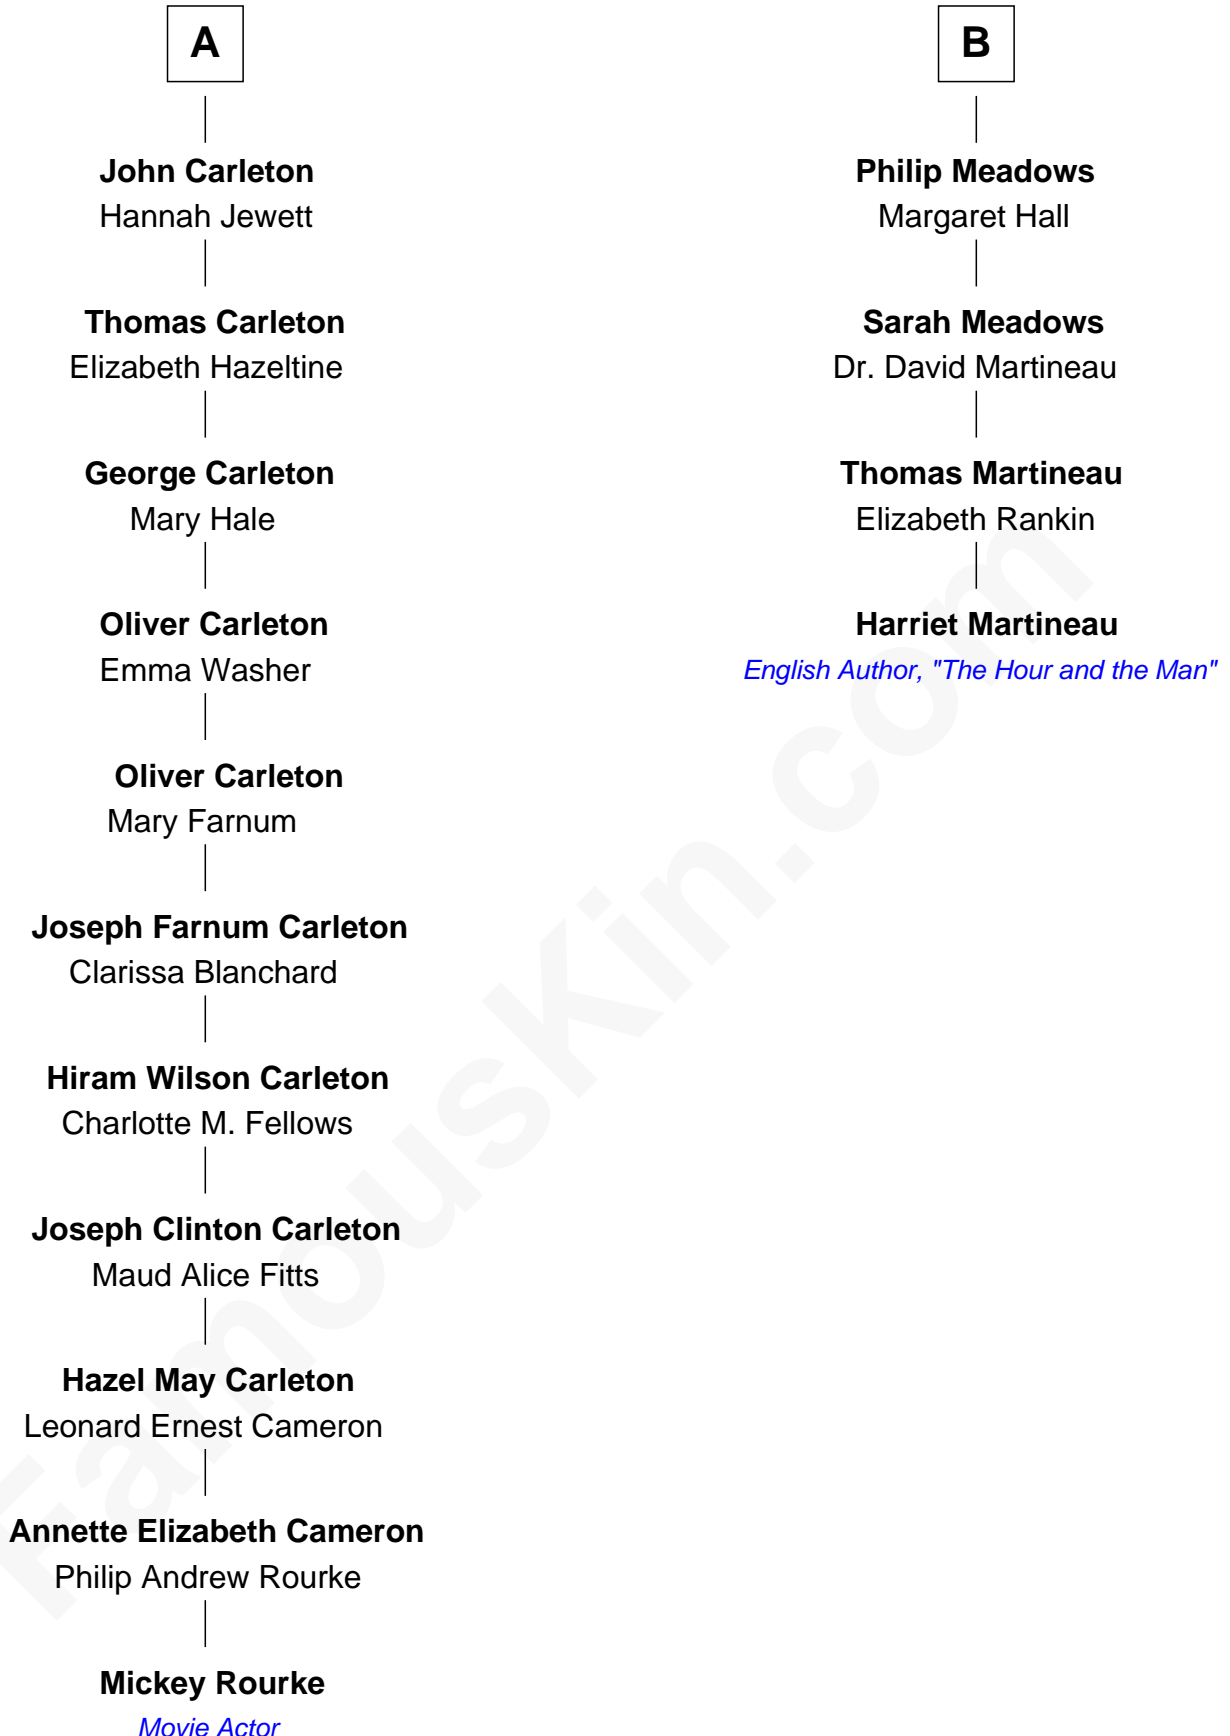 A
John Carleton
Hannah Jewett
Thomas Carleton
Elizabeth Hazeltine
George Carleton
Mary Hale
Oliver Carleton
Emma Washer
Oliver Carleton
Mary Farnum
Joseph Farnum Carleton
Clarissa Blanchard
Hiram Wilson Carleton
Charlotte M. Fellows
Joseph Clinton Carleton
Maud Alice Fitts
Hazel May Carleton
Leonard Ernest Cameron
Annette Elizabeth Cameron
Philip Andrew Rourke
Mickey Rourke
Movie Actor
B
Philip Meadows
Margaret Hall
Sarah Meadows
Dr. David Martineau
Thomas Martineau
Elizabeth Rankin
Harriet Martineau
English Author, "The Hour and the Man"
FamousKin.com